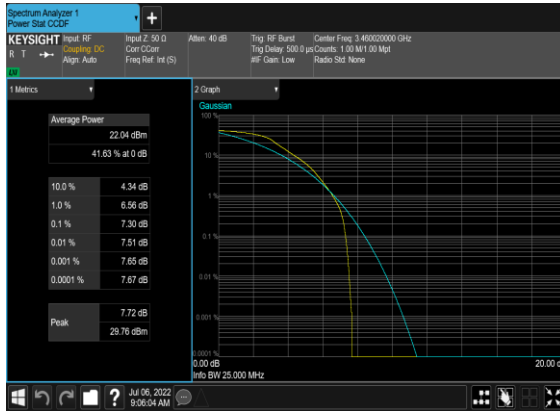 Spectrum Analyzer 1
Power Stat CCDF
+
KEYSIGHT
R T
LXI
Input: RF
Coupling: DC
Align: Auto
Input Z: 50 Ω
Corr CCorr
Freq Ref: Int (S)
Atten: 40 dB
Trig: RF Burst
Trig Delay: 500.0 µs
#IF Gain: Low
Center Freq: 3.460020000 GHz
Counts: 1.00 M/1.00 Mpt
Radio Std: None
1 Metrics
Average Power
22.04 dBm
41.63 % at 0 dB
10.0 % 4.34 dB
1.0 % 6.56 dB
0.1 % 7.30 dB
0.01 % 7.51 dB
0.001 % 7.65 dB
0.0001 % 7.67 dB
Peak
7.72 dB
29.76 dBm
2 Graph
Gaussian
100 %
10 %
1 %
0.1 %
0.01 %
0.001 %
0.0001 %
0.00 dB
20.00 d
Info BW 25.000 MHz
?
Jul 06, 2022
9:06:04 AM